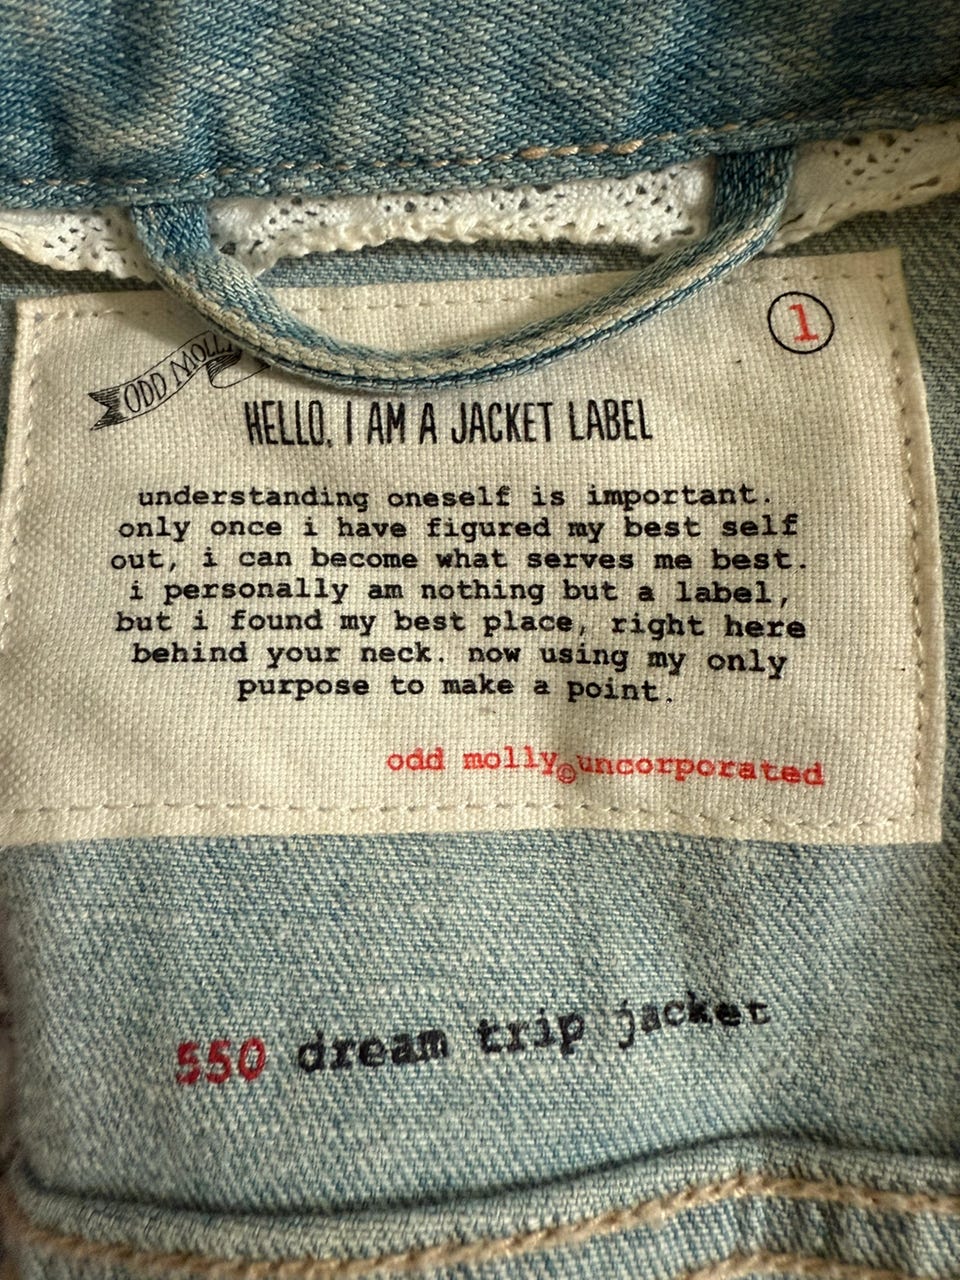 1
ODD MOLLY
HELLO, I AM A JACKET LABEL
understanding oneself is important.
only once i have figured my best self
out, i can become what serves me best.
i personally am nothing but a label,
but i found my best place, right here
behind your neck. now using my only
purpose to make a point.
odd molly©uncorporated
550 dream trip jacket